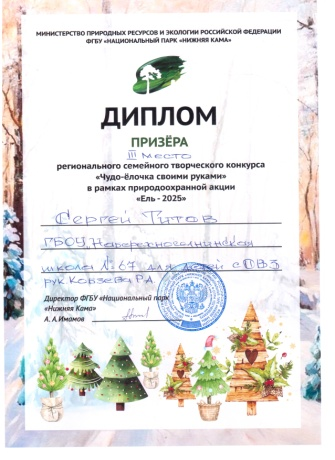 МИНИСТЕРСТВО ПРИРОДНЫХ РЕСУРСОВ И ЭКОЛОГИИ РОССИЙСКОЙ ФЕДЕРАЦИИ
ФГБУ «НАЦИОНАЛЬНЫЙ ПАРК «НИЖНЯЯ КАМА»
ДИПЛОМ
ПРИЗЁРА
III место
регионального семейного творческого конкурса
«Чудо-ёлочка своими руками»
в рамках природоохранной акции
«Ель - 2025»
Сергей Титов
ГБОУ, Набережночелнинская
школа №67 для детей с ОВЗ
рук Корзева Р.А.
Директор ФГБУ «Национальный парк
«Нижняя Кама»
А. А.Имамов